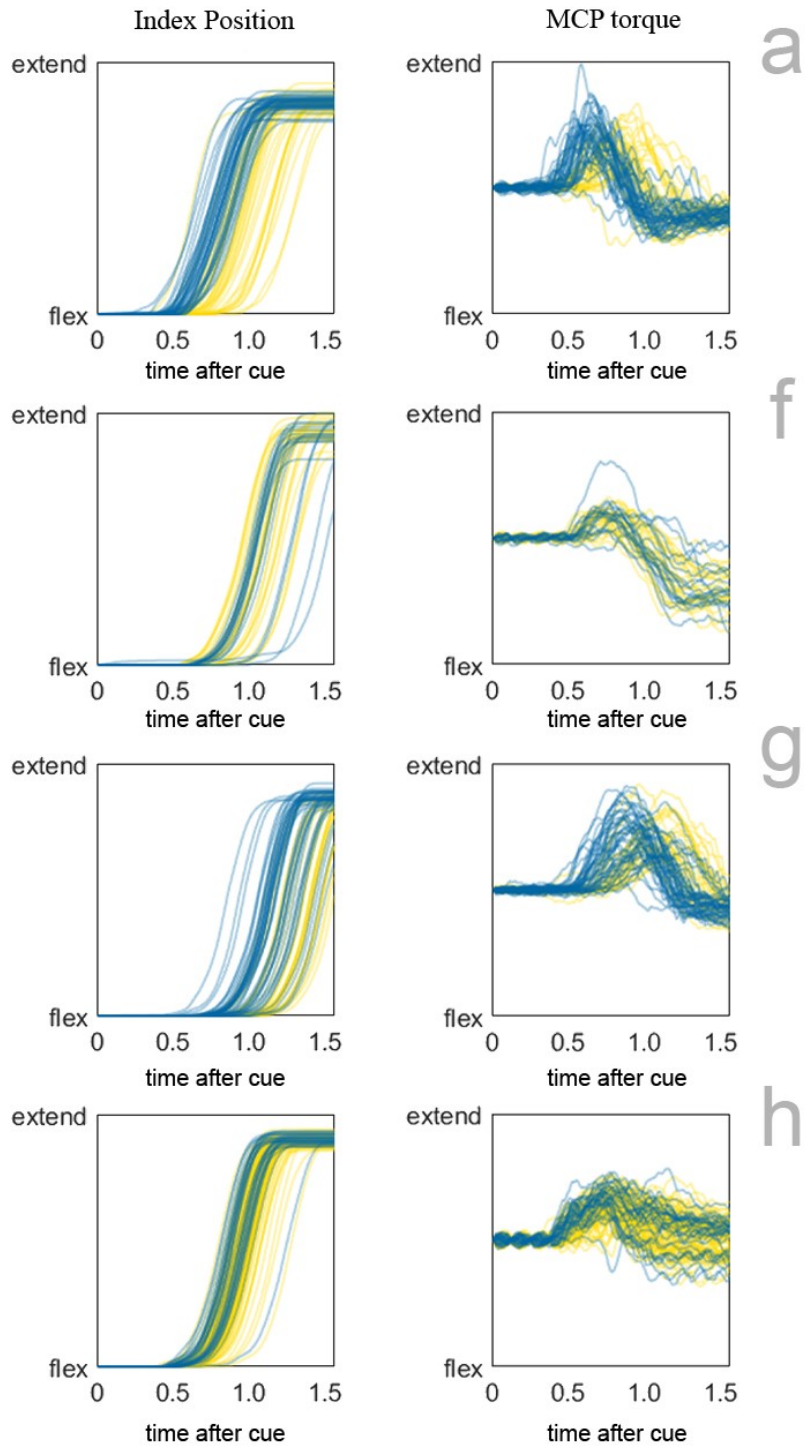 Index Position MCP torque
a
extend extend
flex flex
0 0.5 1.0 1.5 0 0.5 1.0 1.5
time after cue time after cue
f
extend extend
flex flex
0 0.5 1.0 1.5 0 0.5 1.0 1.5
time after cue time after cue
g
extend extend
flex flex
0 0.5 1.0 1.5 0 0.5 1.0 1.5
time after cue time after cue
h
extend extend
flex flex
0 0.5 1.0 1.5 0 0.5 1.0 1.5
time after cue time after cue